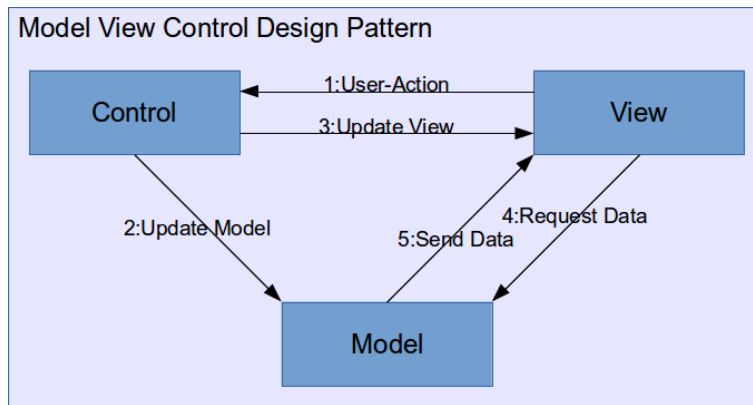 Model View Control Design Pattern
1:User-Action
Control
View
3:Update View
2:Update Model
4:Request Data
5:Send Data
Model